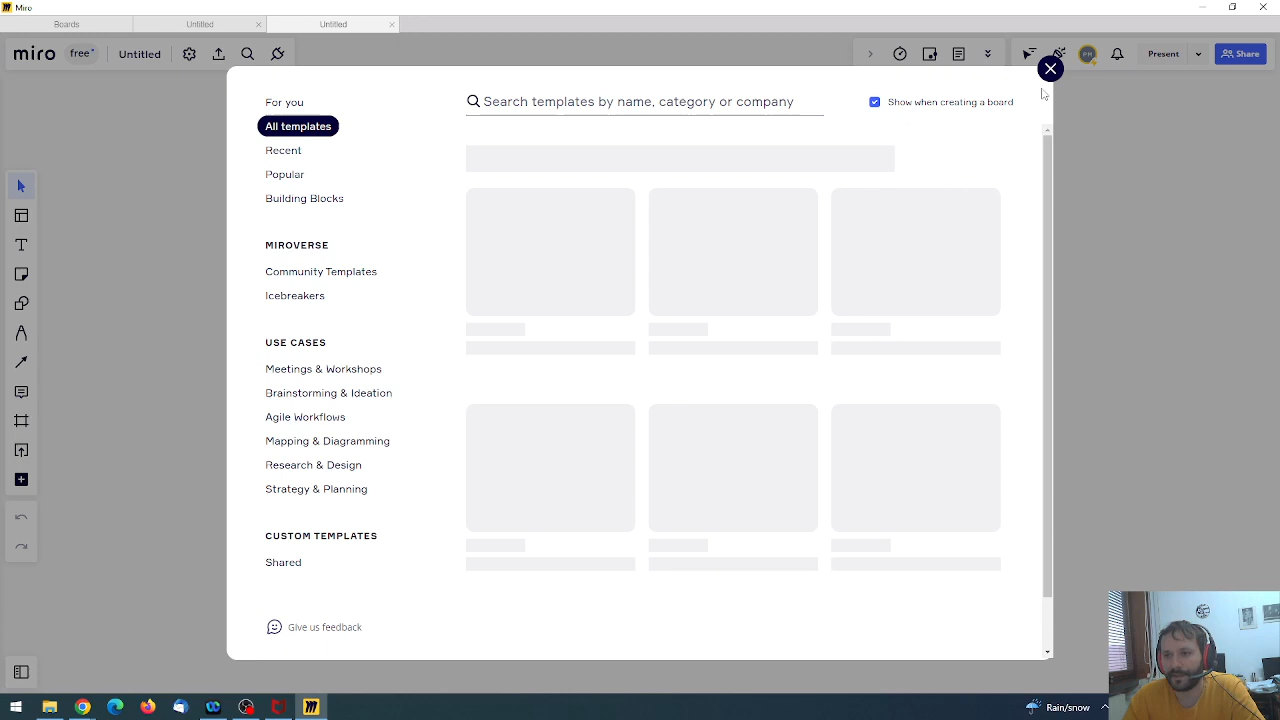 Miro
Boards
Untitled
Untitled
miro
free
Untitled
PM
Present
Share
For you
All templates
Recent
Popular
Building Blocks
MIROVERSE
Community Templates
Icebreakers
USE CASES
Meetings & Workshops
Brainstorming & Ideation
Agile Workflows
Mapping & Diagramming
Research & Design
Strategy & Planning
CUSTOM TEMPLATES
Shared
Give us feedback
Search templates by name, category or company
Show when creating a board
Rain/snow